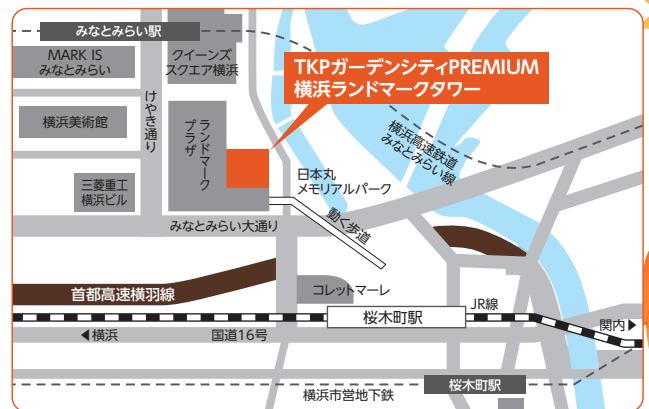 みなとみらい駅
MARK IS
みなとみらい
クイーンズ
スクエア横浜
TKPガーデンシティPREMIUM
横浜ランドマークタワー
けやき通り
横浜美術館
ランドマーク
プラザ
横浜高速鉄道
みなとみらい線
三菱重工
横浜ビル
日本丸
メモリアルパーク
みなとみらい大通り
動く歩道
首都高速横羽線
コレットマーレ
桜木町駅
JR線
関内▶
◀横浜
国道16号
桜木町駅
横浜市営地下鉄